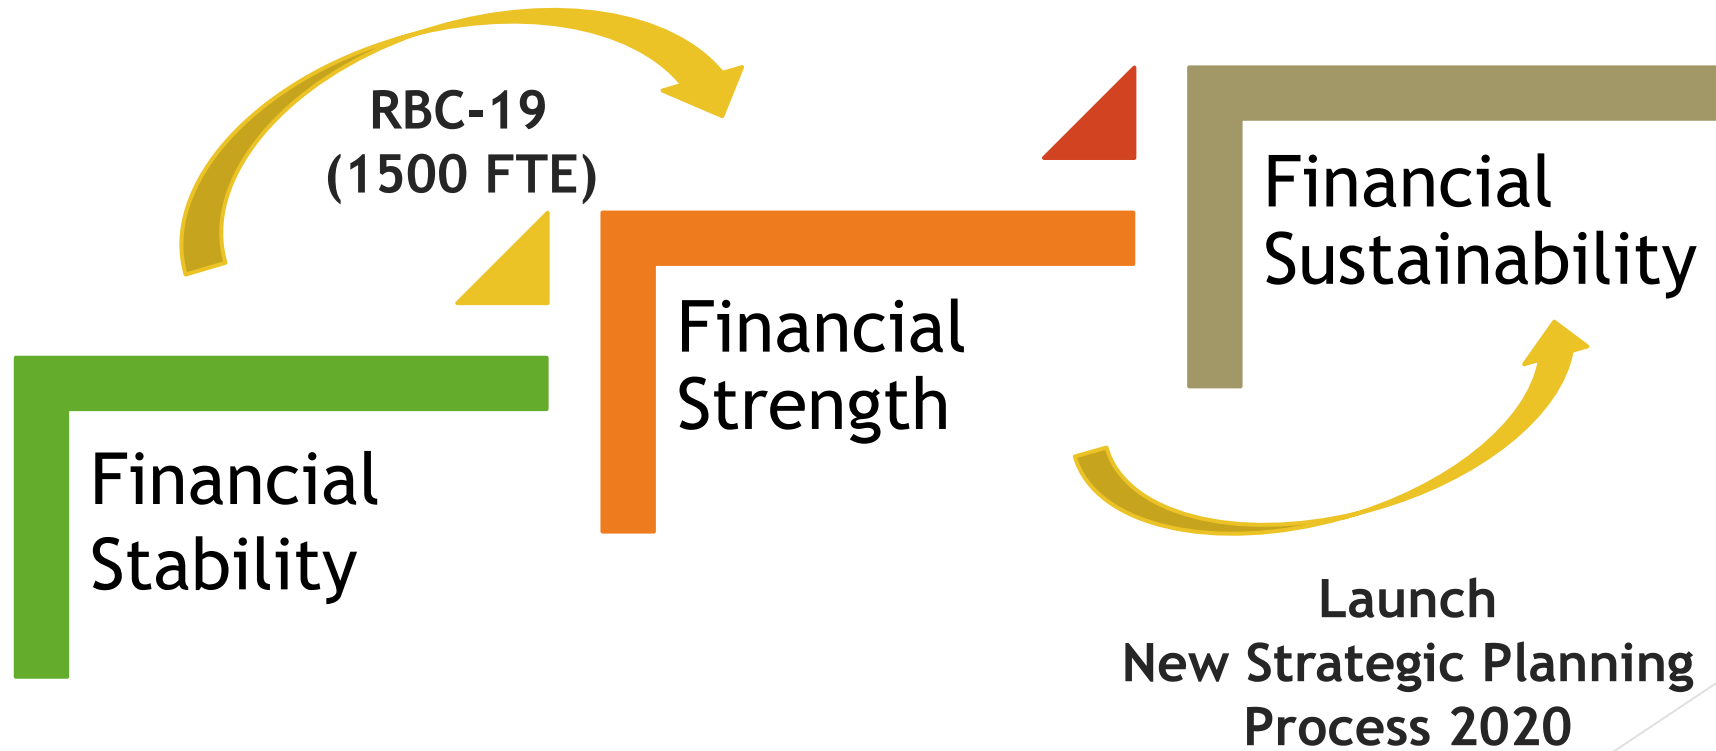 RBC-19
(1500 FTE)
Financial
Stability
Financial
Strength
Financial
Sustainability
Launch
New Strategic Planning
Process 2020